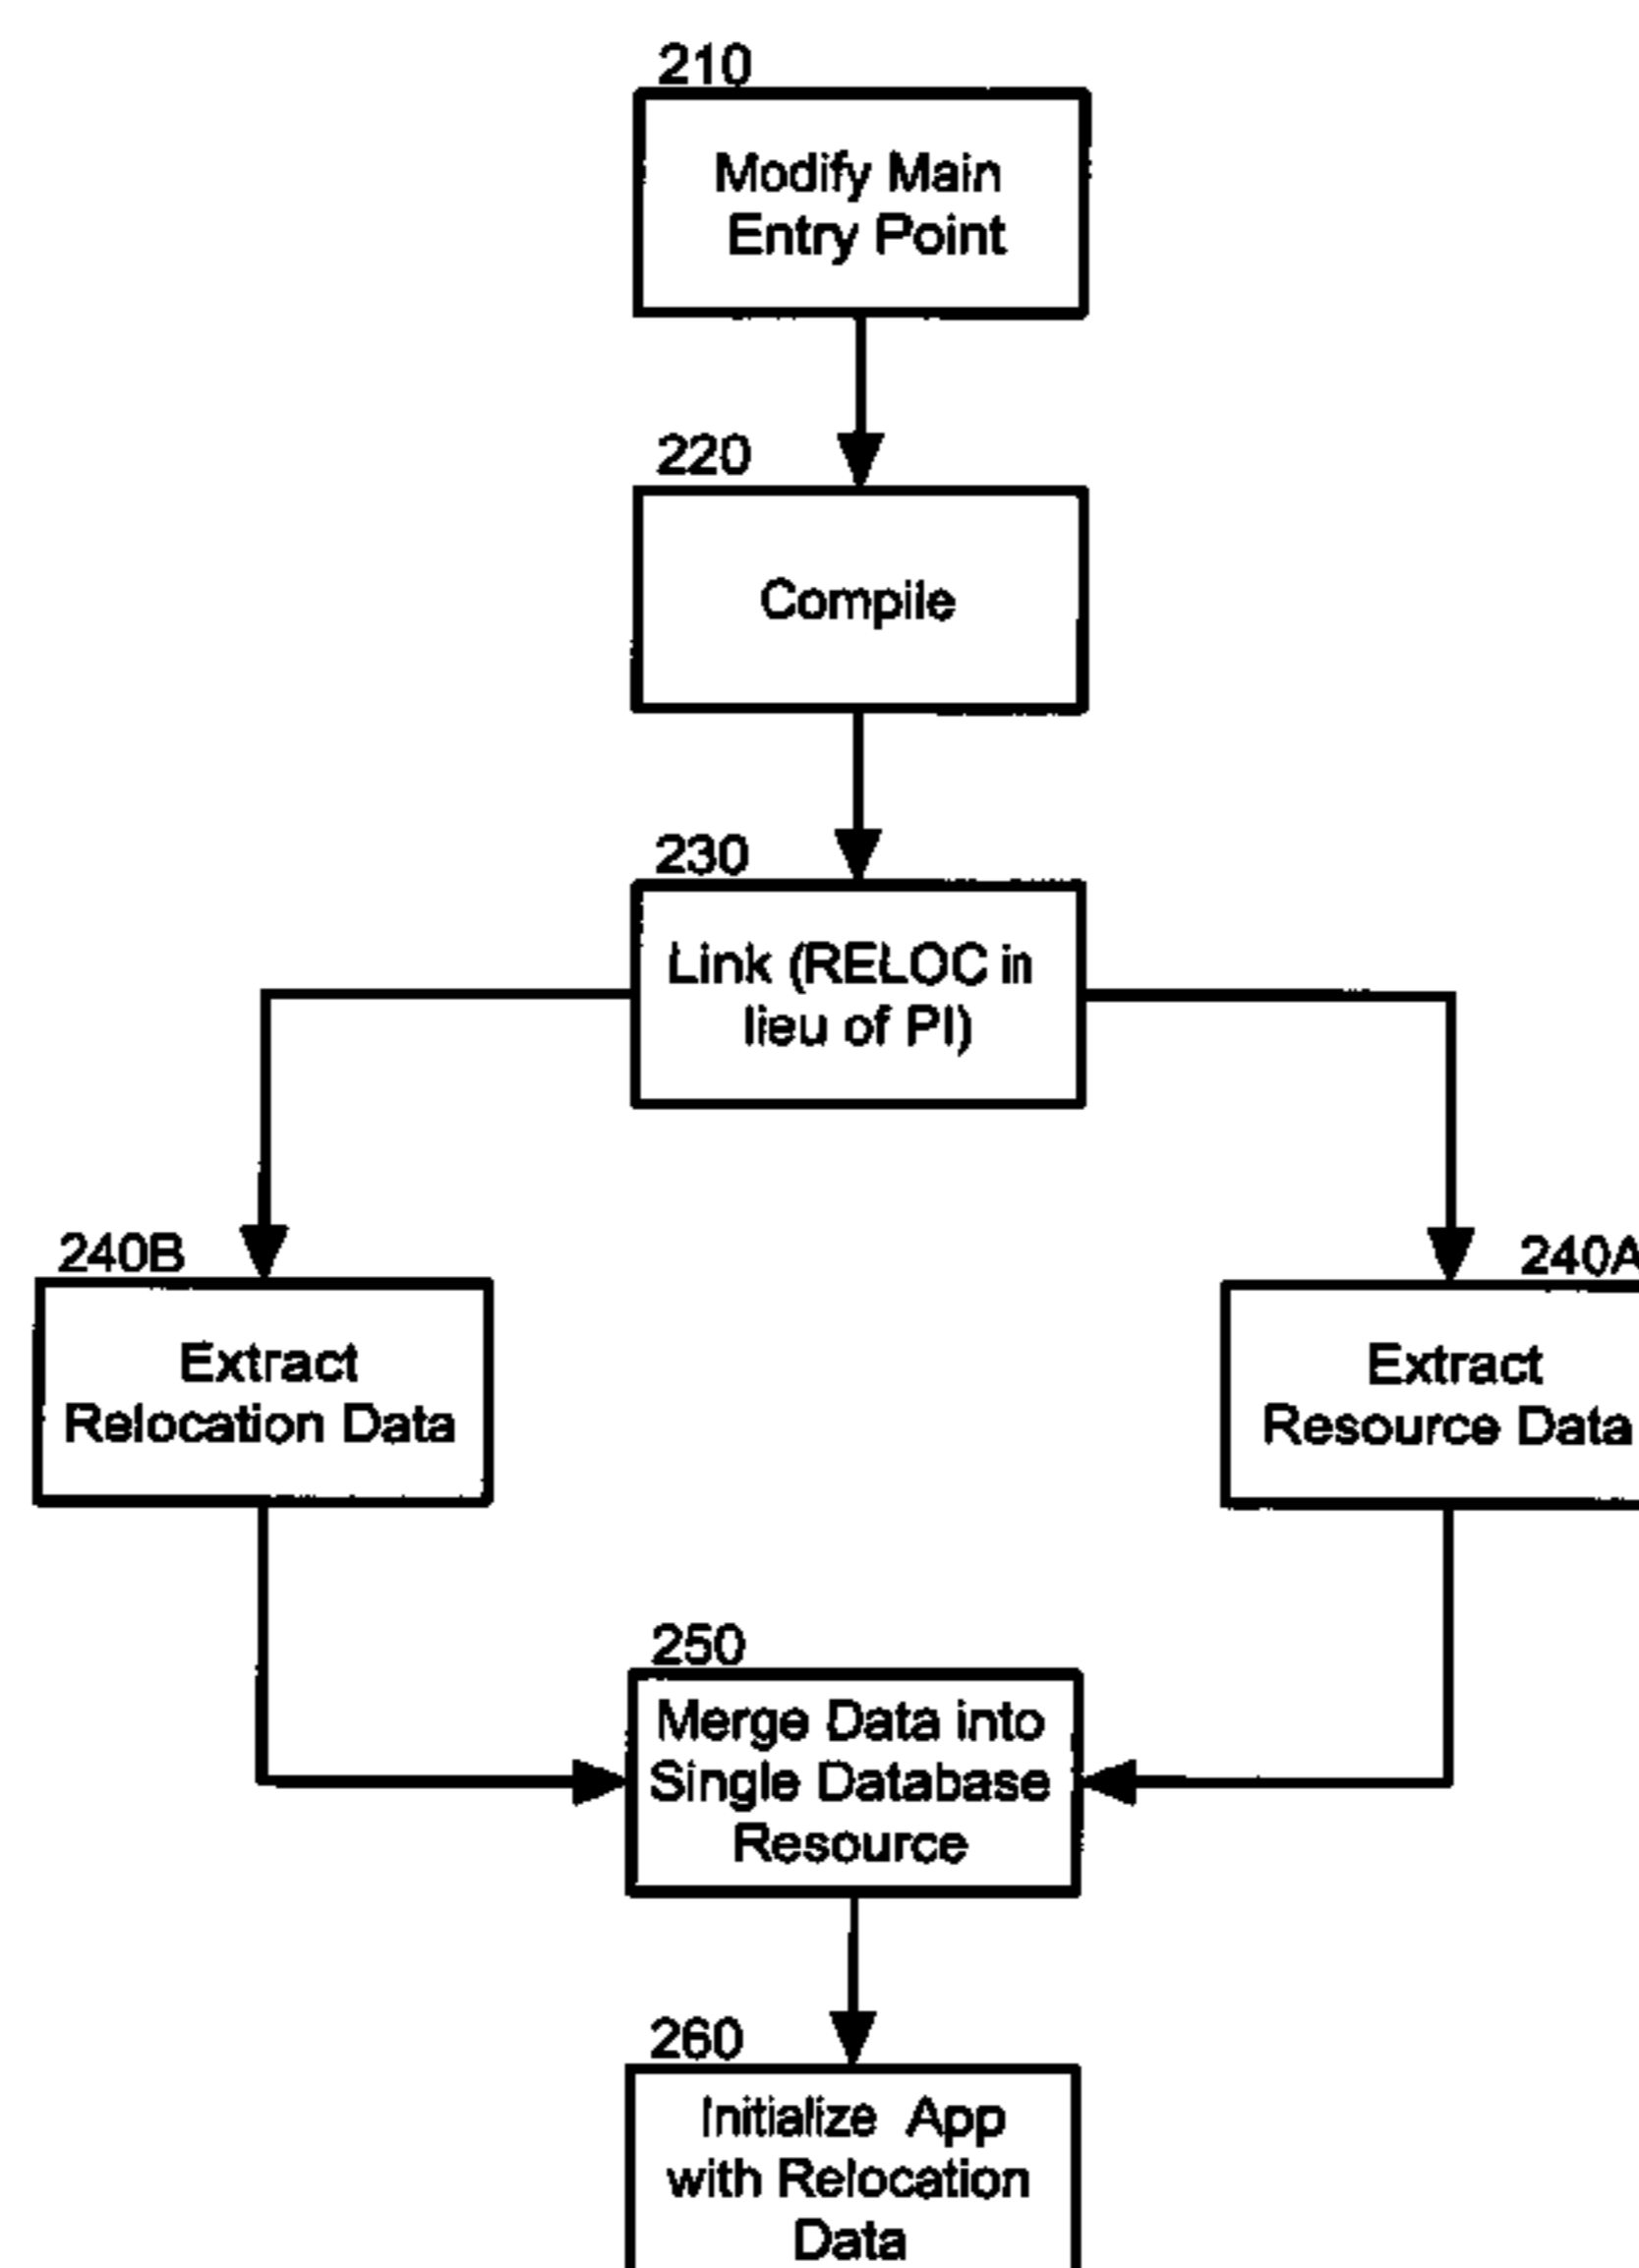 210
Modify Main
Entry Point
220
Compile
230
Link (RELOC in
lieu of PI)
240B
Extract
Relocation Data
240A
Extract
Resource Data
250
Merge Data into
Single Database
Resource
260
Initialize App
with Relocation
Data